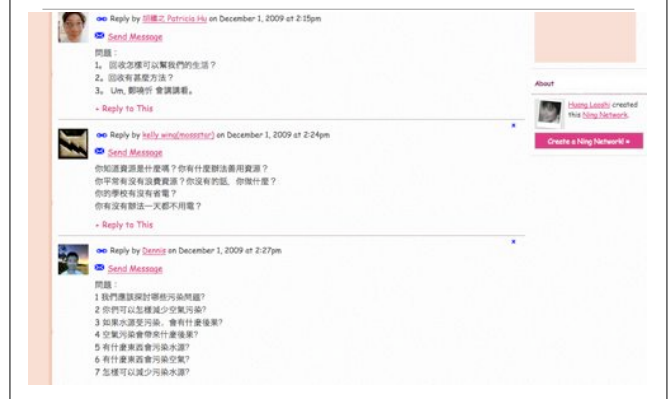 Reply by 胡橋之 Patricia Hu on December 1, 2009 at 2:15pm
Send Message
問題：
1。 回收怎樣可以幫我們的生活？
2。 回收有甚麼方法？
3。 Um, 鄭曉忻 會講講看。
Reply to This
Reply by kelly wing(moosstar) on December 1, 2009 at 2:24pm
Send Message
你知道資源是什麼嗎？你有什麼辦法善用資源？
你平常有沒有浪費資源？你沒有的話，你做什麼？
你的學校有沒有省電？
你有沒有辦法一天都不用電？
Reply to This
Reply by Dennis on December 1, 2009 at 2:27pm
Send Message
問題：
1 我們應該探討哪些污染問題?
2 你們可以怎樣減少空氣污染?
3 如果水源受污染，會有什麼後果?
4 空氣污染會帶來什麼後果?
5 有什麼東西會污染水源?
6 有什麼東西會污染空氣?
7 怎樣可以減少污染水源?
About
Huang Laoshi created
this Ning Network.
Create a Ning Network! »